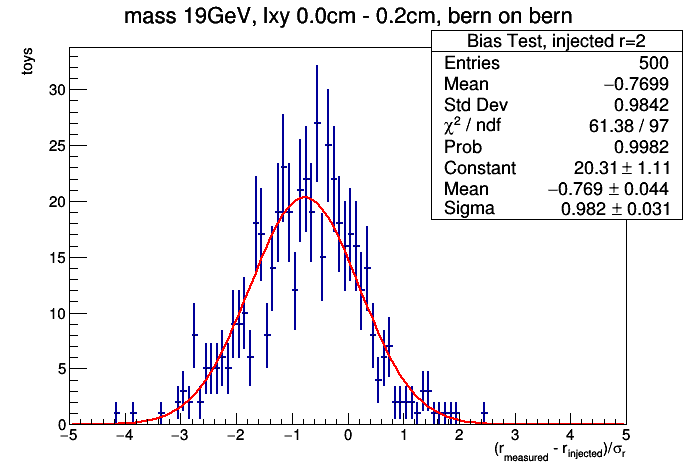 mass 19GeV, lxy 0.0cm - 0.2cm, bern on bern
Bias Test, injected r=2
Entries 500
Mean −0.7699
Std Dev 0.9842
χ² / ndf 61.38 / 97
Prob 0.9982
Constant 20.31 ± 1.11
Mean −0.769 ± 0.044
Sigma 0.982 ± 0.031
toys
30
25
20
15
10
5
0
−5 −4 −3 −2 −1 0 1 2 3 4 5
(r_measured - r_injected)/σ_r